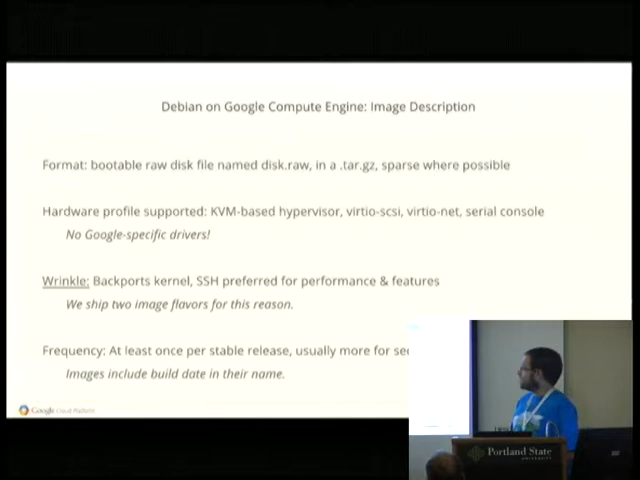 Debian on Google Compute Engine: Image Description
Format: bootable raw disk file named disk.raw, in a .tar.gz, sparse where possible
Hardware profile supported: KVM-based hypervisor, virtio-scsi, virtio-net, serial console
No Google-specific drivers!
Wrinkle: Backports kernel, SSH preferred for performance & features
We ship two image flavors for this reason.
Frequency: At least once per stable release, usually more for
Images include build date in their name.
Google Cloud Platform
Portland State
UNIVERSITY